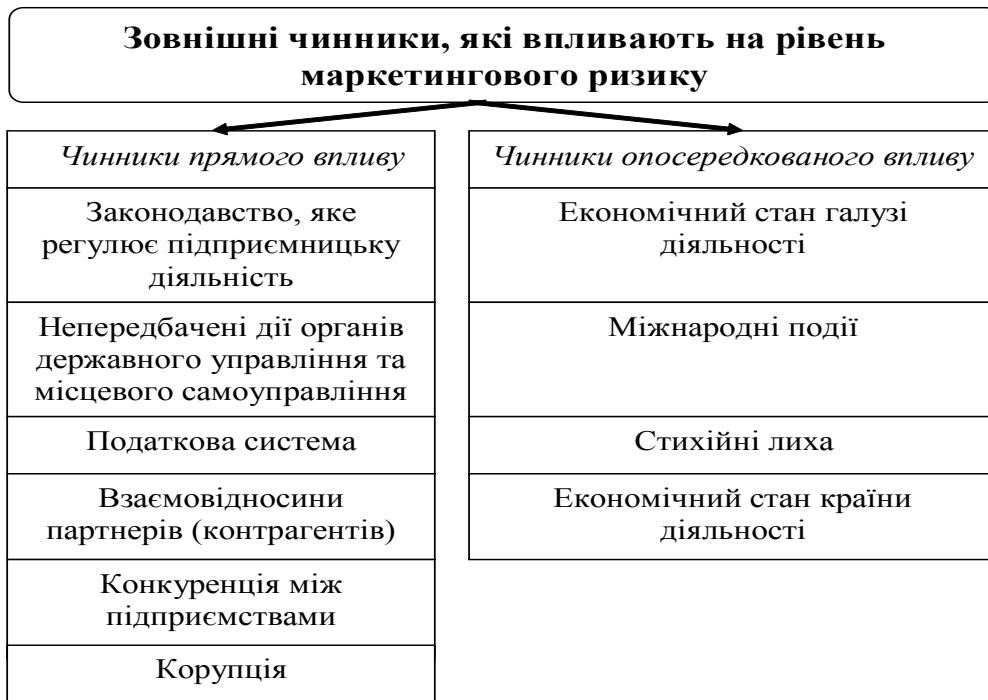 Зовнішні чинники, які впливають на рівень
маркетингового ризику
Чинники прямого впливу
Законодавство, яке
регулює підприємницьку
діяльність
Непередбачені дії органів
державного управління та
місцевого самоуправління
Податкова система
Взаємовідносини
партнерів (контрагентів)
Конкуренція між
підприємствами
Корупція
Чинники опосередкованого впливу
Економічний стан галузі
діяльності
Міжнародні події
Стихійні лиха
Економічний стан країни
діяльності